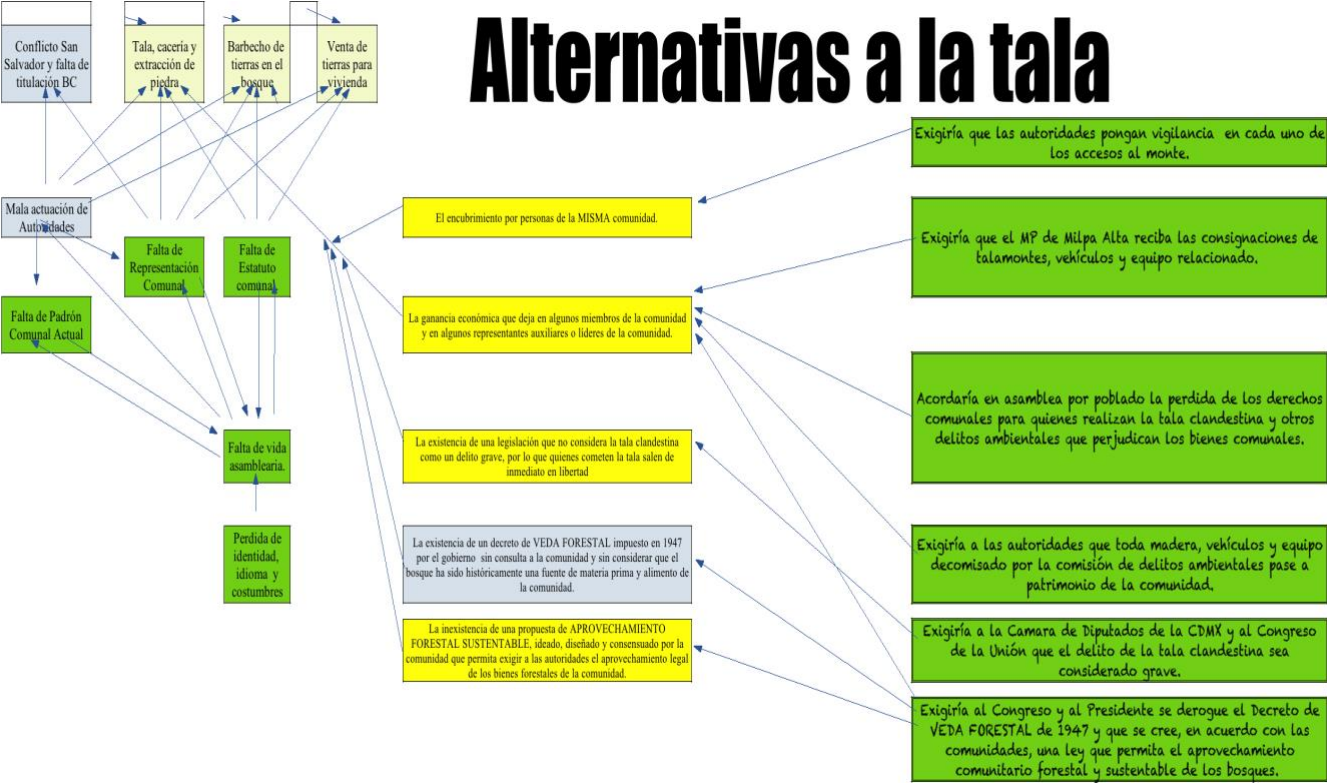 Alternativas a la tala
Conflicto San
Salvador y falta de
titulación BC
Tala, cacería y
extracción de
piedra
Barbecho de
tierras en el
bosque
Venta de
tierras para
vivienda
Mala actuación de
Autoridades
Falta de
Representación
Comunal
Falta de
Estatuto
comunal
Falta de Padrón
Comunal Actual
Falta de vida
asamblearia.
Perdida de
identidad,
idioma y
costumbres
El encubrimiento por personas de la MISMA comunidad.
La ganancia económica que deja en algunos miembros de la comunidad
y en algunos representantes auxiliares o líderes de la comunidad.
La existencia de una legislación que no considera la tala clandestina
como un delito grave, por lo que quienes cometen la tala salen de
inmediato en libertad
La existencia de un decreto de VEDA FORESTAL impuesto en 1947
por el gobierno sin consulta a la comunidad y sin considerar que el
bosque ha sido históricamente una fuente de materia prima y alimento de
la comunidad.
La inexistencia de una propuesta de APROVECHAMIENTO
FORESTAL SUSTENTABLE, ideado, diseñado y consensuado por la
comunidad que permita exigir a las autoridades el aprovechamiento legal
de los bienes forestales de la comunidad.
Exigiría que las autoridades pongan vigilancia en cada uno de
los accesos al monte.
Exigiría que el MP de Milpa Alta reciba las consignaciones de
talamontes, vehículos y equipo relacionado.
Acordaría en asamblea por poblado la perdida de los derechos
comunales para quienes realizan la tala clandestina y otros
delitos ambientales que perjudican los bienes comunales.
Exigiría a las autoridades que toda madera, vehículos y equipo
decomisado por la comisión de delitos ambientales pase a
patrimonio de la comunidad.
Exigiría a la Camara de Diputados de la CDMX y al Congreso
de la Unión que el delito de la tala clandestina sea
considerado grave.
Exigiría al Congreso y al Presidente se derogue el Decreto de
VEDA FORESTAL de 1947 y que se cree, en acuerdo con las
comunidades, una ley que permita el aprovechamiento
comunitario forestal y sustentable de los bosques.